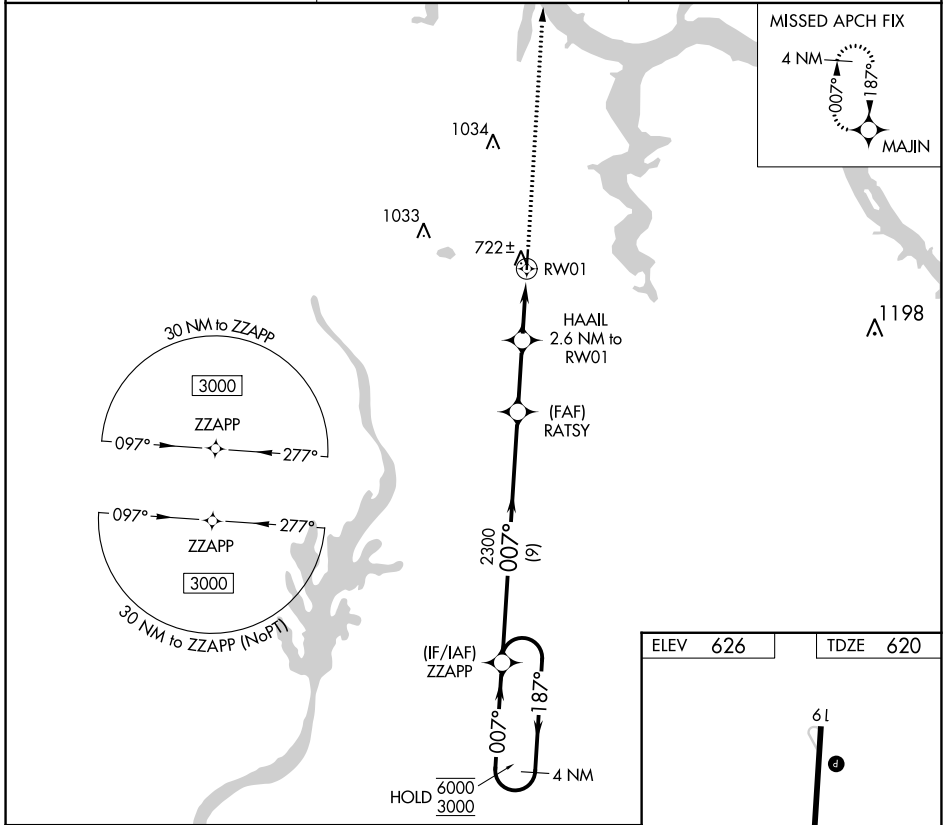 MISSED APCH FIX
4 NM
007°
187°
MAJIN
1034
1033
722±
RW01
1198
HAAIL
2.6 NM to
RW01
(FAF)
RATSY
30 NM to ZZAPP
3000
ZZAPP
097°
277°
097°
277°
ZZAPP
3000
30 NM to ZZAPP (NoPT)
2300
007°
(9)
(IF/IAF)
ZZAPP
007°
187°
4 NM
HOLD
6000
3000
ELEV 626
TDZE 620
19
P